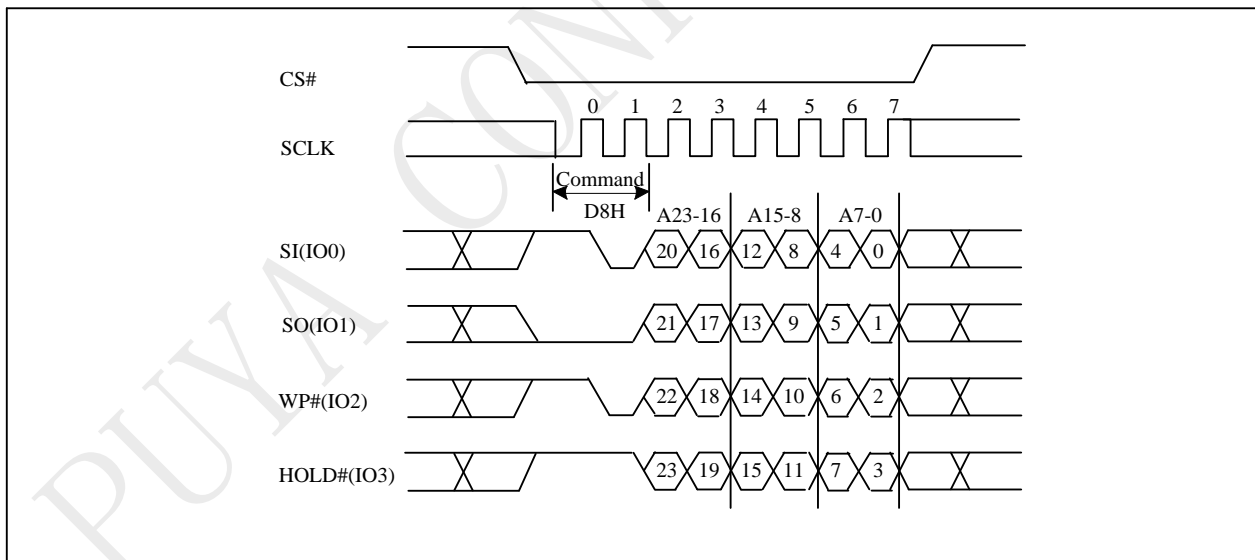 CS#
0 1 2 3 4 5 6 7
SCLK
Command
D8H
A23-16 A15-8 A7-0
SI(IO0) 20 16 12 8 4 0
SO(IO1) 21 17 13 9 5 1
WP#(IO2) 22 18 14 10 6 2
HOLD#(IO3) 23 19 15 11 7 3
PUYA